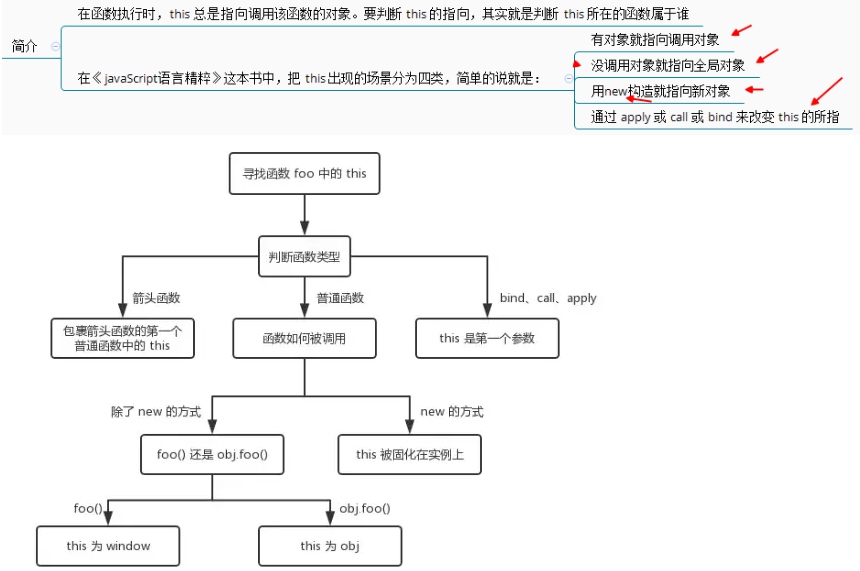 在函数执行时，this 总是指向调用该函数的对象。要判断 this 的指向，其实就是判断 this 所在的函数属于谁
简介
在《 javaScript语言精粹》这本书中，把 this 出现的场景分为四类，简单的说就是：
有对象就指向调用对象
没调用对象就指向全局对象
用new构造就指向新对象
通过 apply 或 call 或 bind 来改变 this 的所指
寻找函数 foo 中的 this
判断函数类型
箭头函数
普通函数
bind、call、apply
包裹箭头函数的第一个
普通函数中的 this
函数如何被调用
this 是第一个参数
除了 new 的方式
new 的方式
foo() 还是 obj.foo()
this 被固化在实例上
foo()
obj.foo()
this 为 window
this 为 obj